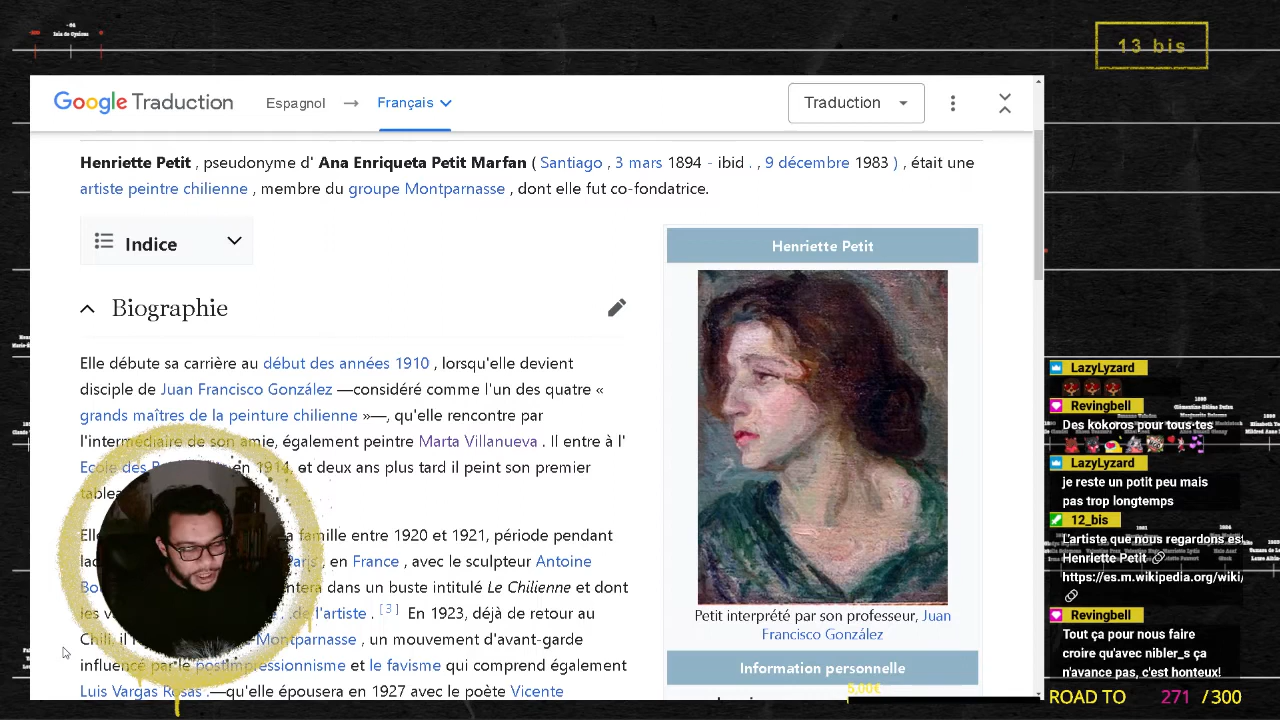 13 bis
Google Traduction Espagnol → Français Traduction
Henriette Petit , pseudonyme d' Ana Enriqueta Petit Marfan ( Santiago , 3 mars 1894 - ibid . , 9 décembre 1983 ) , était une
artiste peintre chilienne , membre du groupe Montparnasse , dont elle fut co-fondatrice.
Indice
Henriette Petit
Biographie
Elle débute sa carrière au début des années 1910 , lorsqu'elle devient
disciple de Juan Francisco González —considéré comme l'un des quatre «
grands maîtres de la peinture chilienne »—, qu'elle rencontre par
l'intermédiaire de son amie, également peintre Marta Villanueva . Il entre à l'
Ecole des en 1914, et deux ans plus tard il peint son premier
Elle famille entre 1920 et 1921, période pendant
en France , avec le sculpteur Antoine
dans un buste intitulé Le Chilienne et dont
de l'artiste . [3] En 1923, déjà de retour au
Chili, il Montparnasse , un mouvement d'avant-garde
influencé par le postimpressionnisme et le favisme qui comprend également
Luis Vargas Rosas .—qu'elle épousera en 1927 avec le poète Vicente
Petit interprété par son professeur, Juan
Francisco González
Information personnelle
5,00€
LazyLyzard
Revingbell
Des kokoros pour tous·tes
LazyLyzard
je reste un potit peu mais
pas trop longtemps
12_bis
L'artiste que nous regardons est
Henriette Petit
https://es.m.wikipedia.org/wiki/
Revingbell
Tout ça pour nous faire
croire qu'avec nibler_s ça
n'avance pas, c'est honteux!
ROAD TO 271 /300